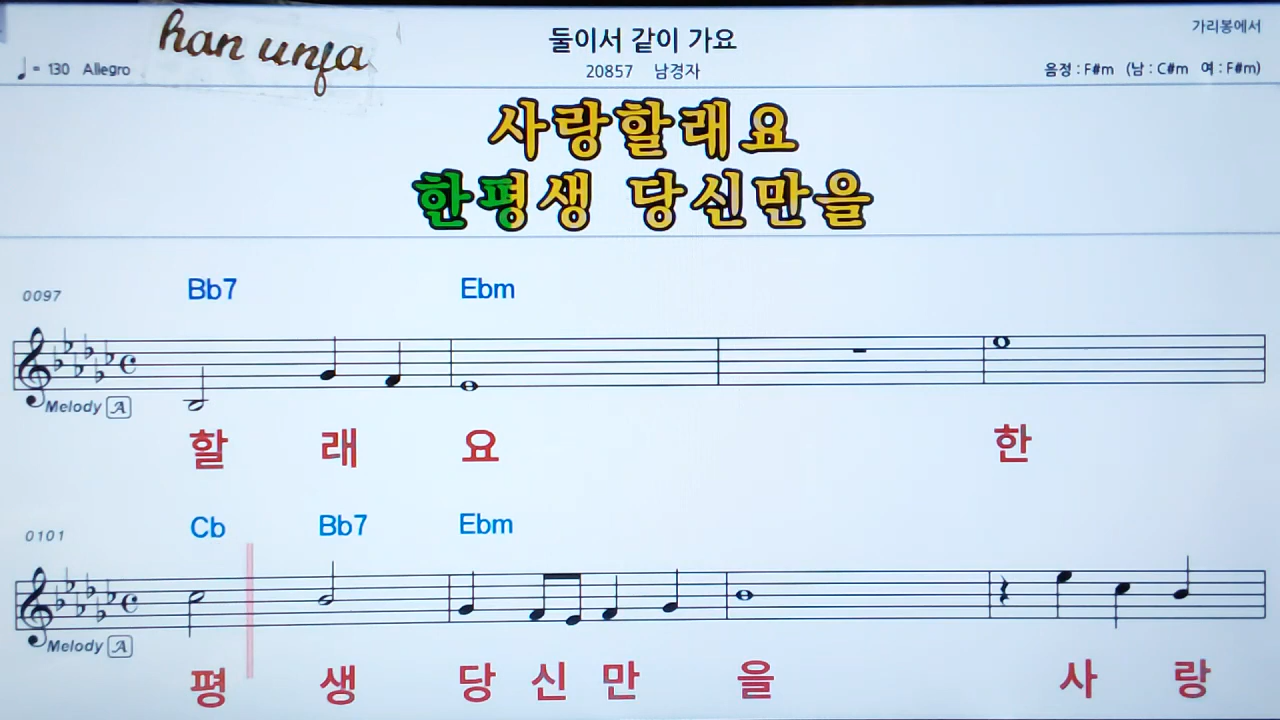 han unfa
둘이서 같이 가요
가리봉에서
♩= 130 Allegro
20857 남경자
음정 : F#m (남 : C#m 여 : F#m)
사랑할래요
한평생 당신만을
0097
Bb7 Ebm
Melody A
할 래 요 한
0101
Cb Bb7 Ebm
Melody A
평 생 당 신 만 을 사 랑